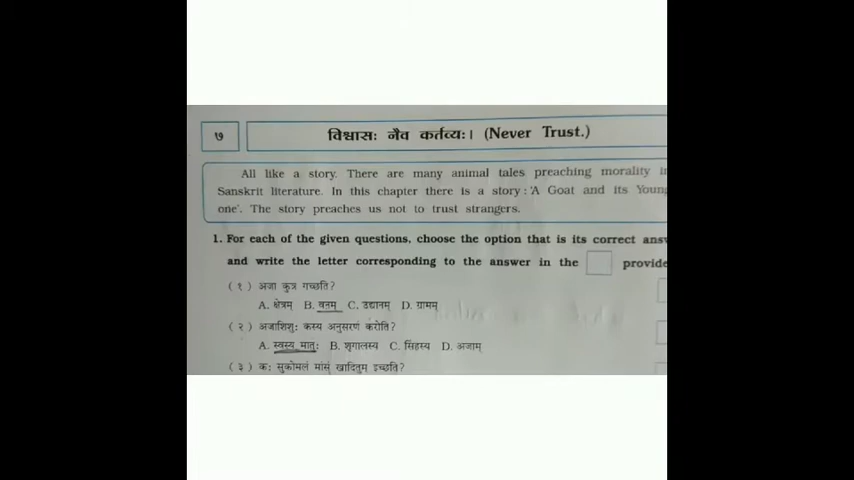 ७ विश्वासः नैव कर्तव्यः। (Never Trust.)
All like a story. There are many animal tales preaching morality in
Sanskrit literature. In this chapter there is a story : 'A Goat and its Young
one'. The story preaches us not to trust strangers.
1. For each of the given questions, choose the option that is its correct answ
and write the letter corresponding to the answer in the provide
( १ ) अजा कुत्र गच्छति?
A. क्षेत्रम् B. वनम् C. उद्यानम् D. ग्रामम्
( २ ) अजाशिशुः कस्य अनुसरणं करोति?
A. स्वस्य मातुः B. शृगालस्य C. सिंहस्य D. अजाम्
( ३ ) कः सुकोमलं मांसं खादितुम् इच्छति?